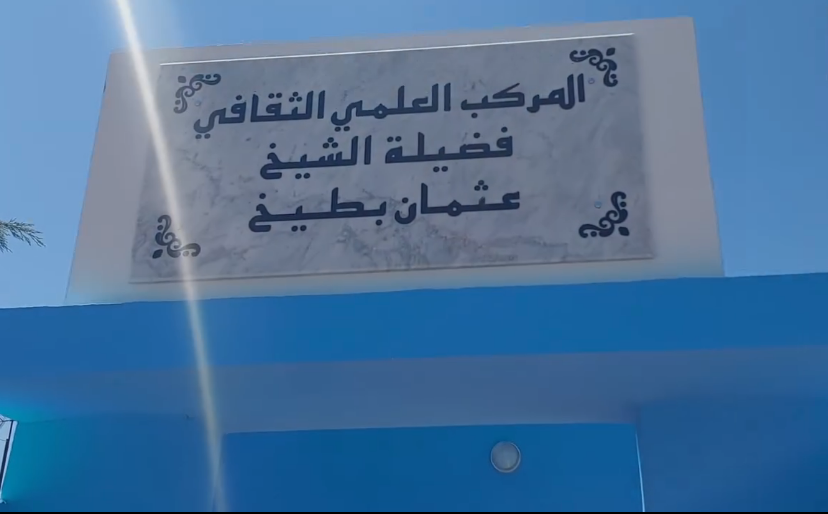 المركب العلمي الثقافي
فضيلة الشيخ
عثمان بطيخ